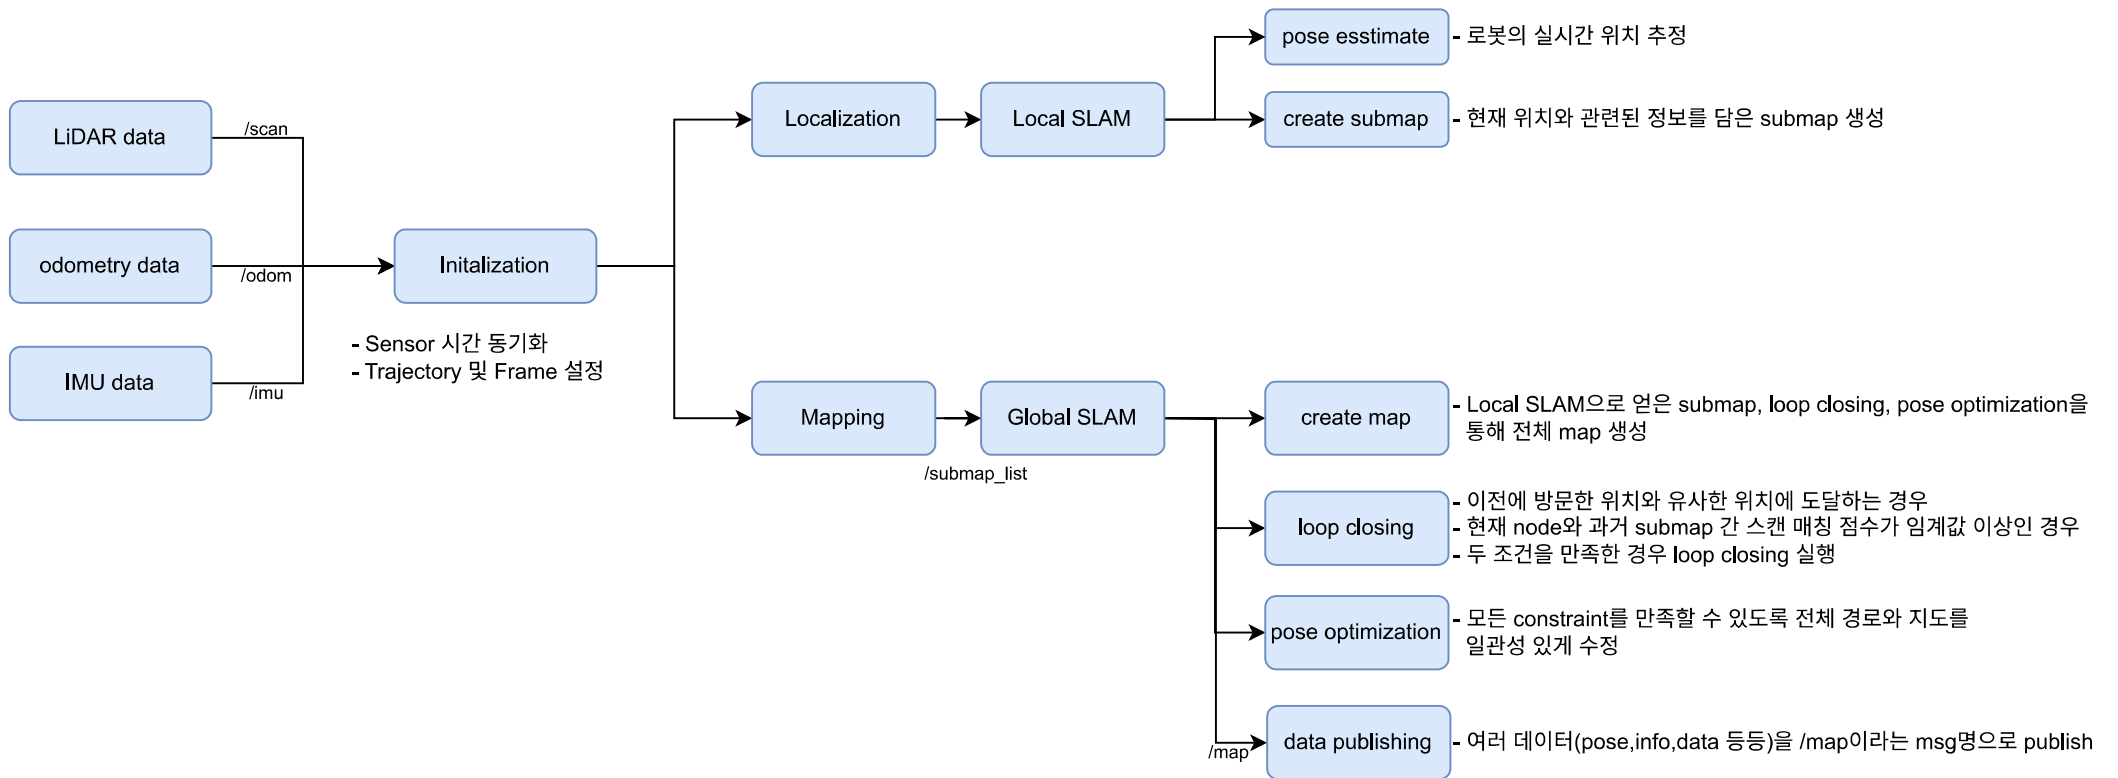 LiDAR data
/scan
odometry data
/odom
IMU data
/imu
Initalization
- Sensor 시간 동기화
- Trajectory 및 Frame 설정
Localization
Local SLAM
pose esstimate
- 로봇의 실시간 위치 추정
create submap
- 현재 위치와 관련된 정보를 담은 submap 생성
Mapping
/submap_list
Global SLAM
create map
- Local SLAM으로 얻은 submap, loop closing, pose optimization을
통해 전체 map 생성
loop closing
- 이전에 방문한 위치와 유사한 위치에 도달하는 경우
- 현재 node와 과거 submap 간 스캔 매칭 점수가 임계값 이상인 경우
- 두 조건을 만족한 경우 loop closing 실행
pose optimization
- 모든 constraint를 만족할 수 있도록 전체 경로와 지도를
일관성 있게 수정
/map
data publishing
- 여러 데이터(pose,info,data 등등)을 /map이라는 msg명으로 publish